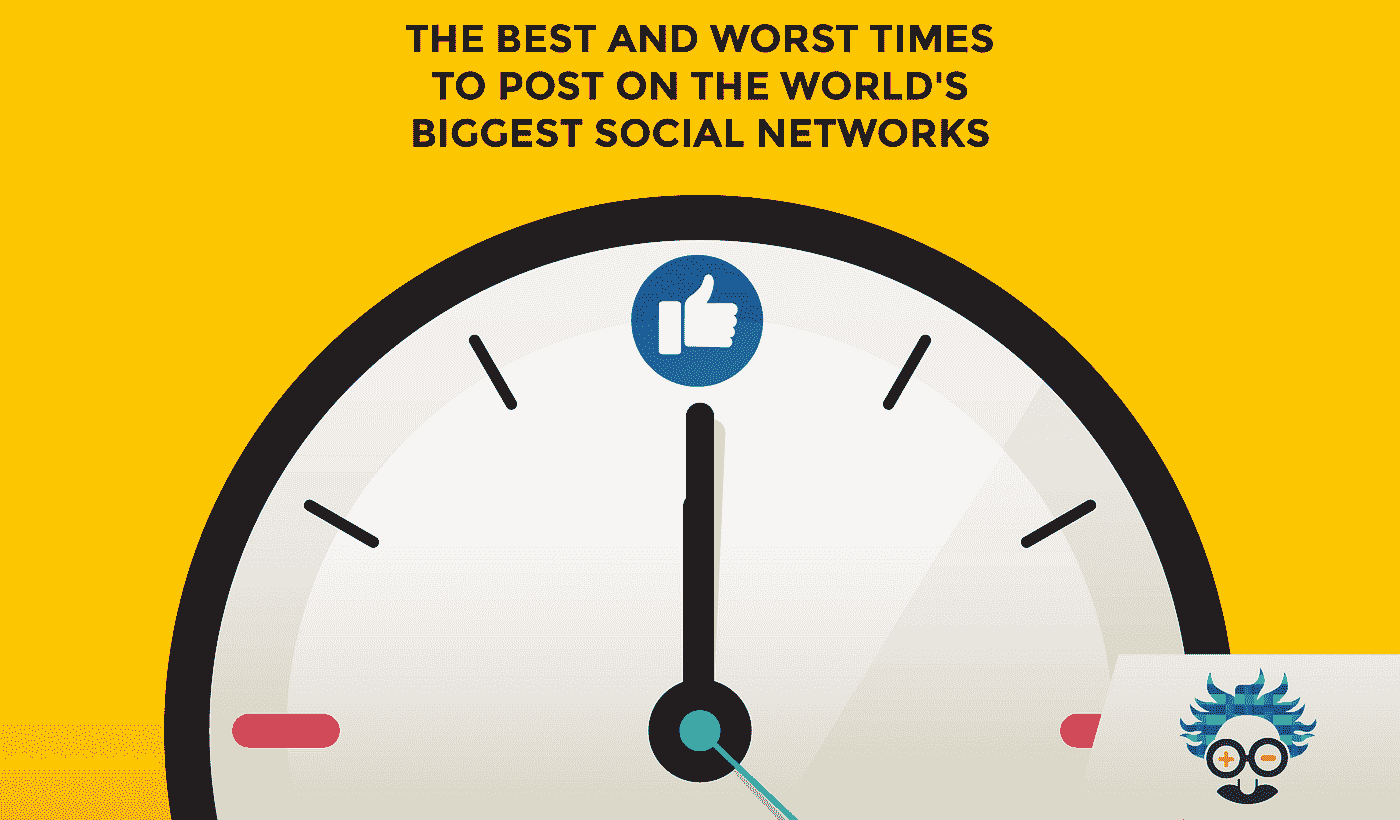 THE BEST AND WORST TIMES
TO POST ON THE WORLD'S
BIGGEST SOCIAL NETWORKS